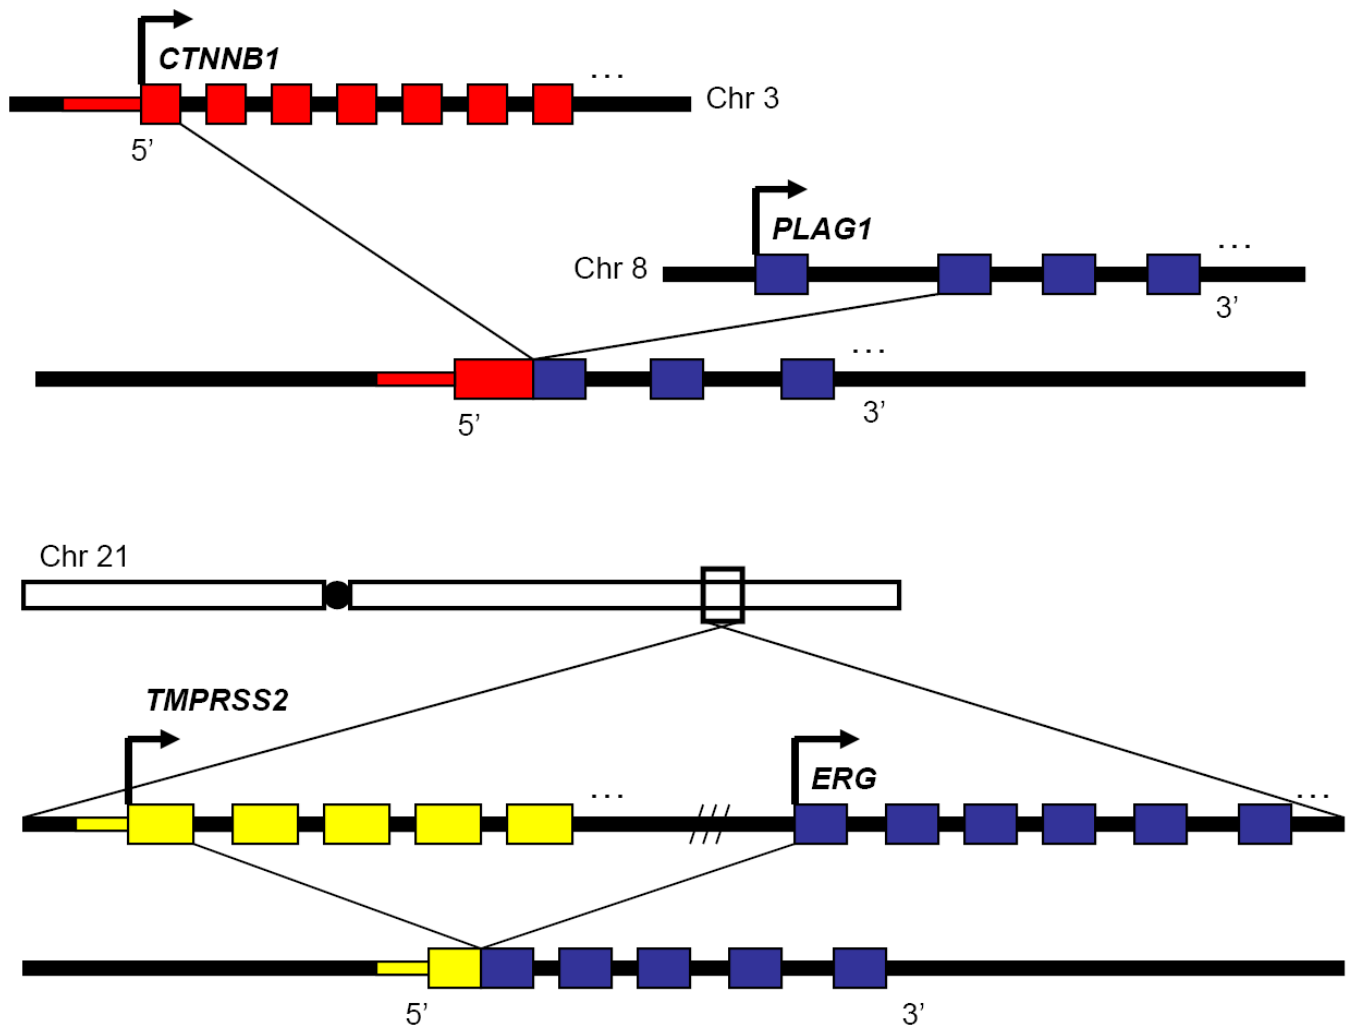 CTNNB1
...
Chr 3
5’
PLAG1
...
Chr 8
3’
...
5’
3’
Chr 21
TMPRSS2
ERG
...
...
///
5’
3’